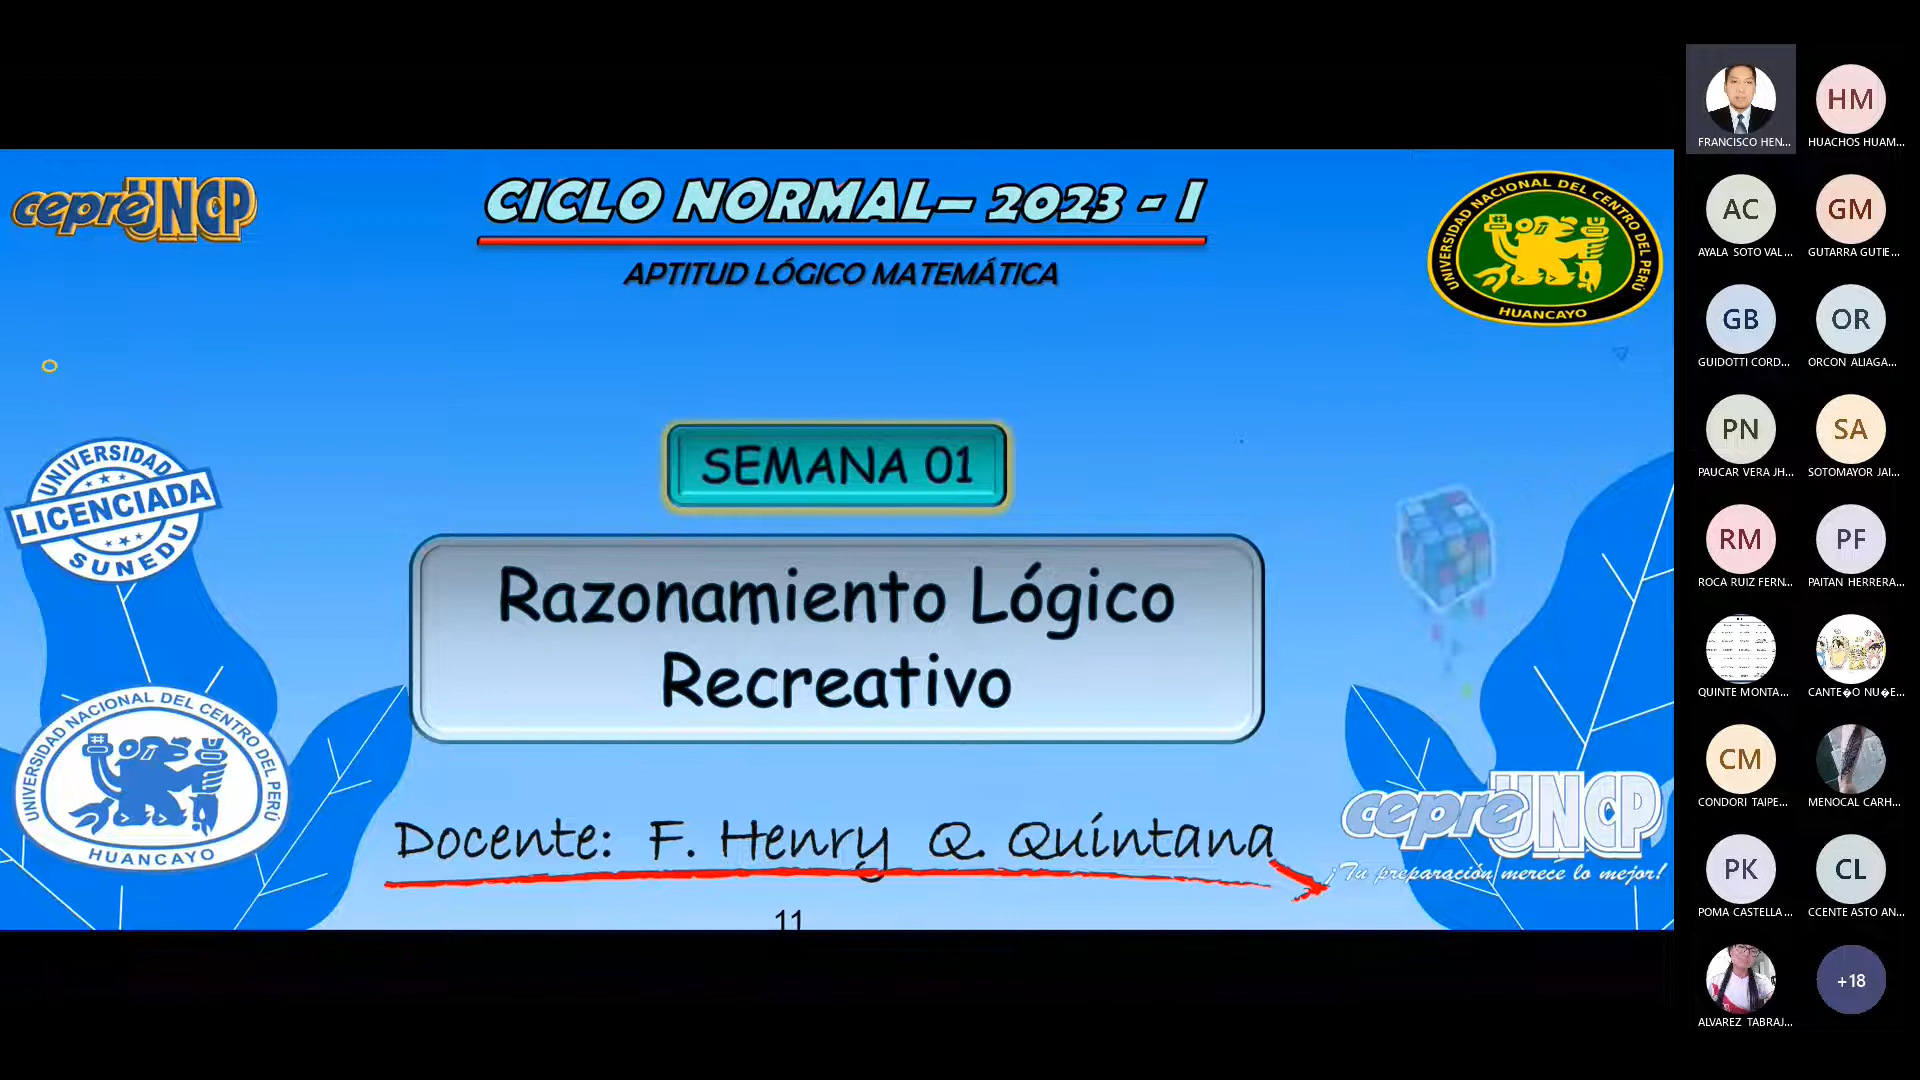 cepreUNCP
CICLO NORMAL– 2023 - I
APTITUD LÓGICO MATEMÁTICA
UNIVERSIDAD NACIONAL DEL CENTRO DEL PERÚ
HUANCAYO
SEMANA 01
UNIVERSIDAD
LICENCIADA
SUNEDU
Razonamiento Lógico
Recreativo
UNIVERSIDAD NACIONAL DEL CENTRO DEL PERÚ
HUANCAYO
Docente: F. Henry Q. Quintana
cepreUNCP
¡Tu preparación merece lo mejor!
11
FRANCISCO HEN...
HM
HUACHOS HUAM...
AC
AYALA SOTO VAL...
GM
GUTARRA GUTIE...
GB
GUIDOTTI CORD...
OR
ORCON ALIAGA...
PN
PAUCAR VERA JH...
SA
SOTOMAYOR JAI...
RM
ROCA RUIZ FERN...
PF
PAITAN HERRERA...
QUINTE MONTA...
CANTE�O NU�E...
CM
CONDORI TAIPE...
MENOCAL CARH...
PK
POMA CASTELLA...
CL
CCENTE ASTO AN...
ALVAREZ TABRAJ...
+18